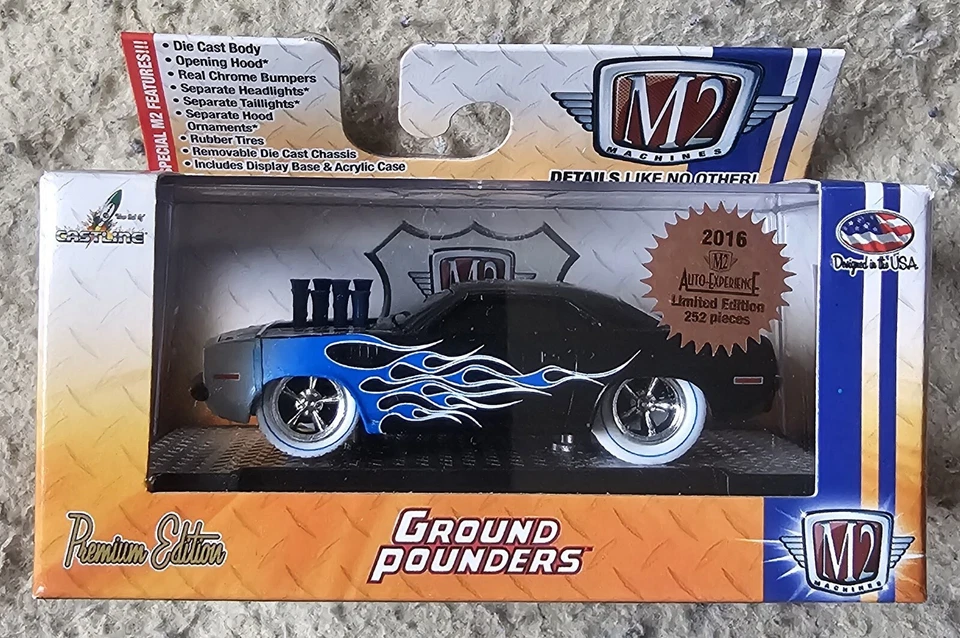 SPECIAL M2 FEATURES!!!
• Die Cast Body
• Opening Hood*
• Real Chrome Bumpers
• Separate Headlights*
• Separate Taillights*
• Separate Hood
Ornaments*
• Rubber Tires
• Removable Die Cast Chassis
• Includes Display Base & Acrylic Case
M2
MACHINES
DETAILS LIKE NO OTHER!
CASTLINE
M2
2016
M2
AUTO-EXPERIENCE
Limited Edition
252 pieces
Designed in the USA
Premium Edition
GROUND
POUNDERS™
M2
MACHINES